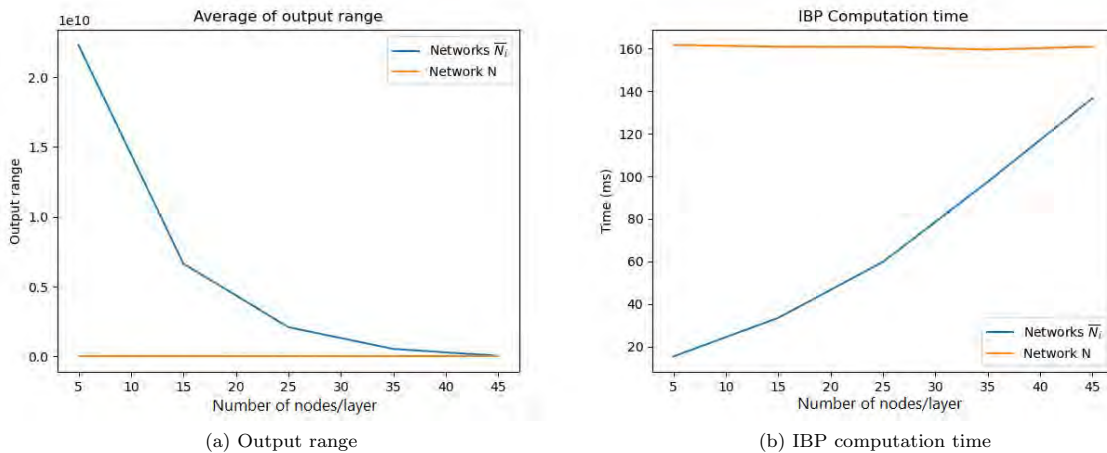 Average of output range
1e10
Networks N̅ᵢ
Network N
2.0
1.5
1.0
0.5
0.0
Output range
5 10 15 20 25 30 35 40 45
Number of nodes/layer
(a) Output range
IBP Computation time
160
140
120
100
80
60
40
20
Time (ms)
Networks N̅ᵢ
Network N
5 10 15 20 25 30 35 40 45
Number of nodes/layer
(b) IBP computation time